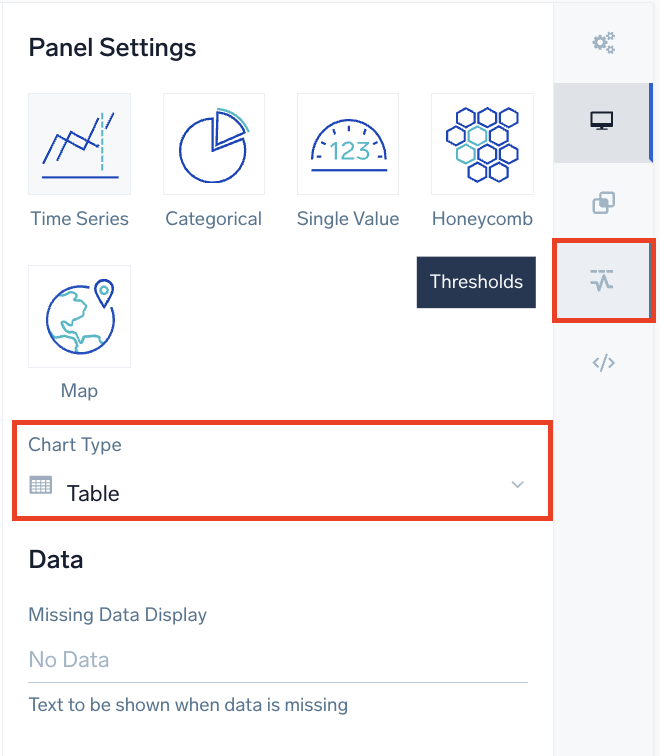 Panel Settings
123
Time Series
Categorical
Single Value
Honeycomb
Thresholds
Map
Chart Type
Table
Data
Missing Data Display
No Data
Text to be shown when data is missing